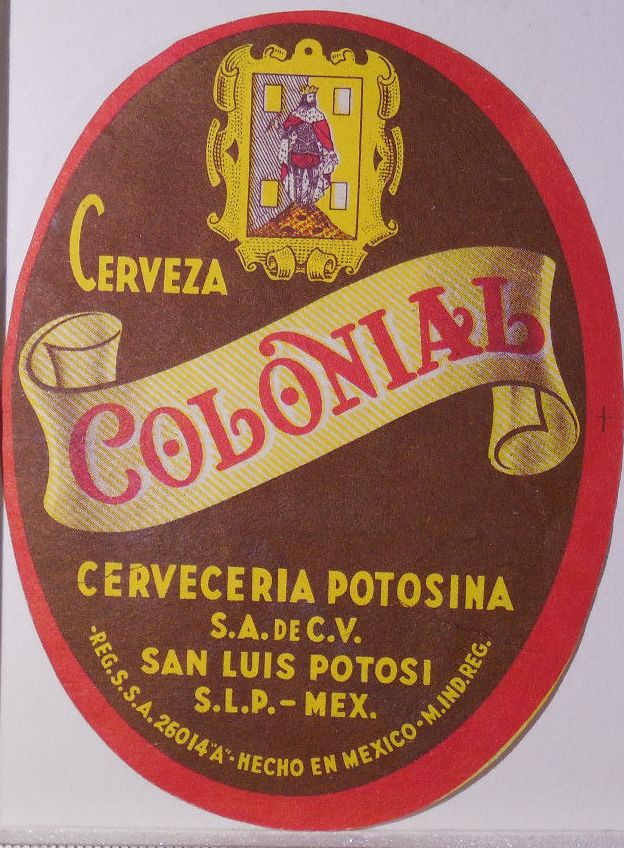 CERVEZA
COLONIAL
CERVECERIA POTOSINA
S.A. DE C.V.
SAN LUIS POTOSI
S.L.P.- MEX.
·REG.S.S.A. 26014"A"·HECHO EN MEXICO·M.IND.REG.